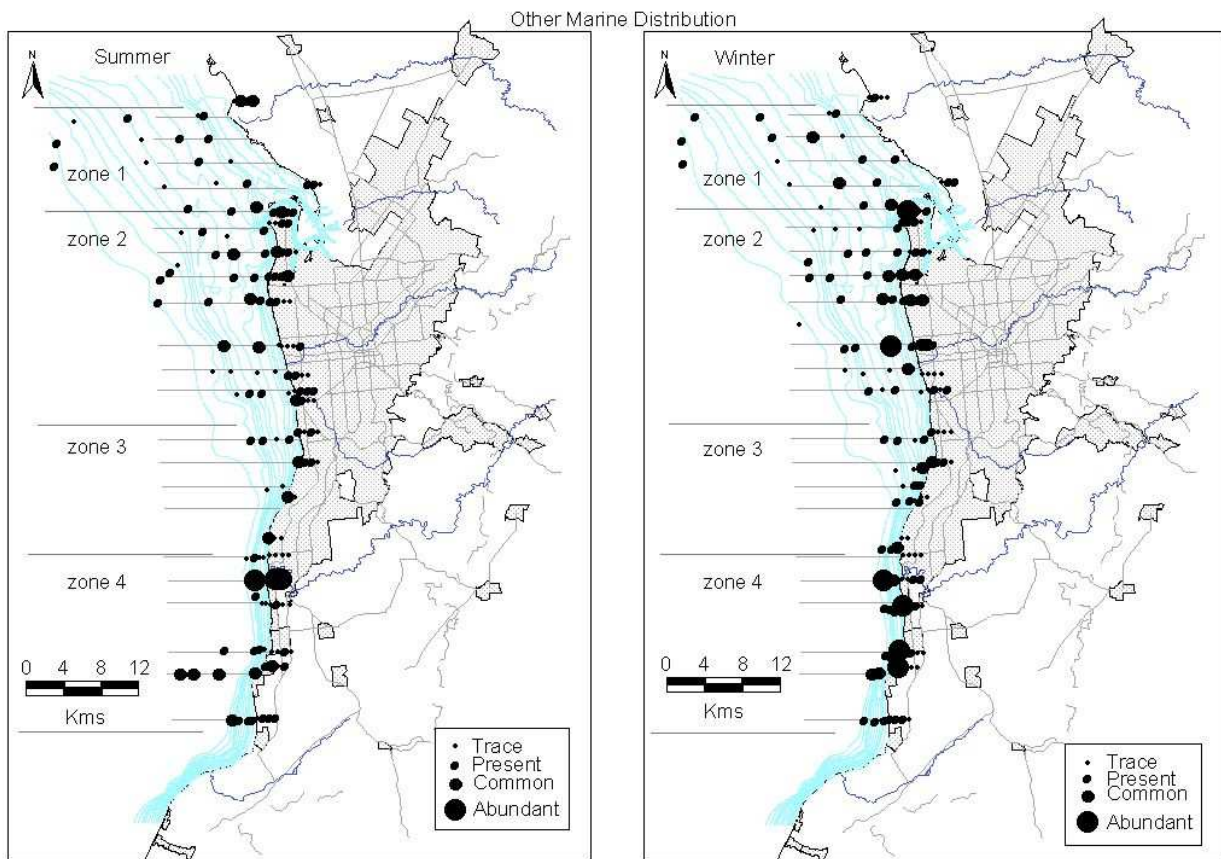 Other Marine Distribution
N
Summer
zone 1
zone 2
zone 3
zone 4
0 4 8 12
Kms
Trace
Present
Common
Abundant
N
Winter
zone 1
zone 2
zone 3
zone 4
0 4 8 12
Kms
Trace
Present
Common
Abundant